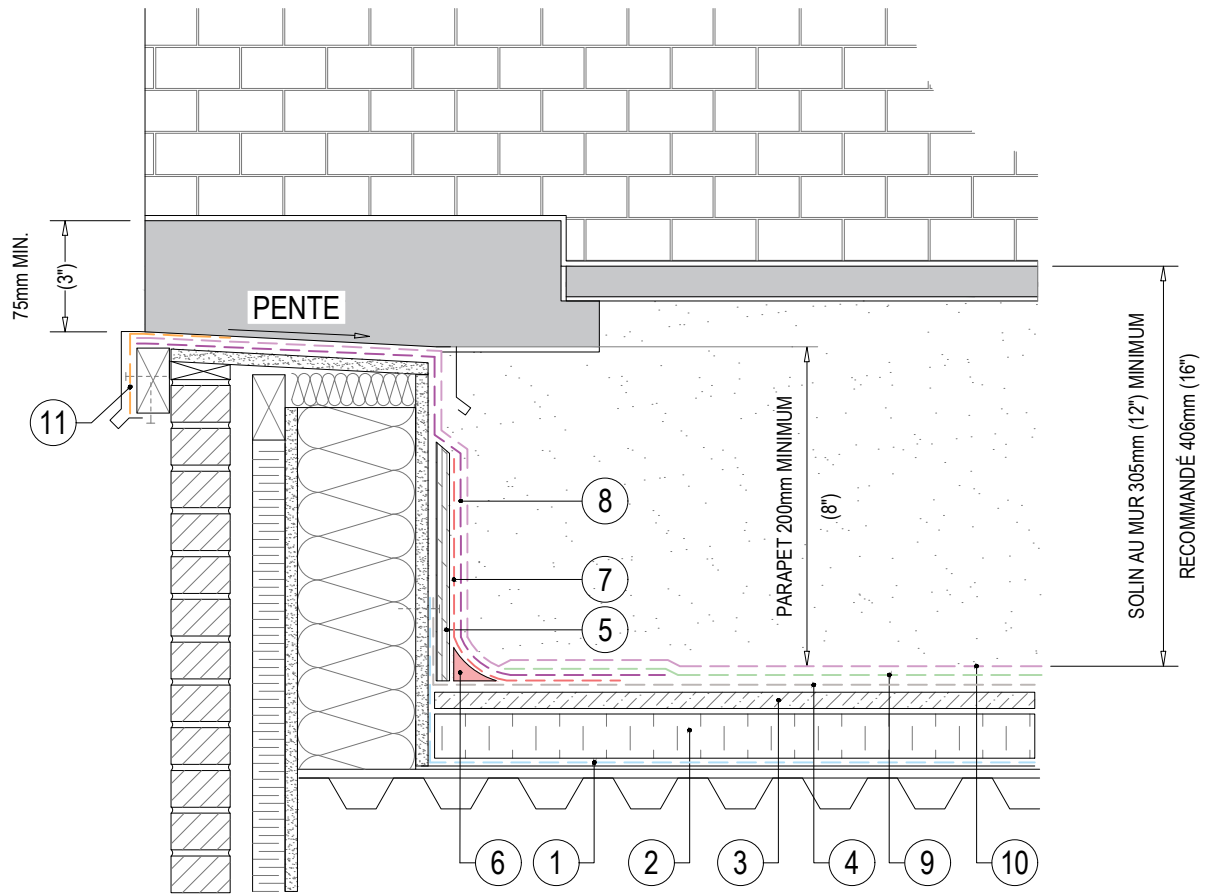 75mm MIN.
(3")
PENTE
11
8
7
5
PARAPET 200mm MINIMUM
(8")
SOLIN AU MUR 305mm (12") MINIMUM
RECOMMANDÉ 406mm (16")
6
1
2
3
4
9
10